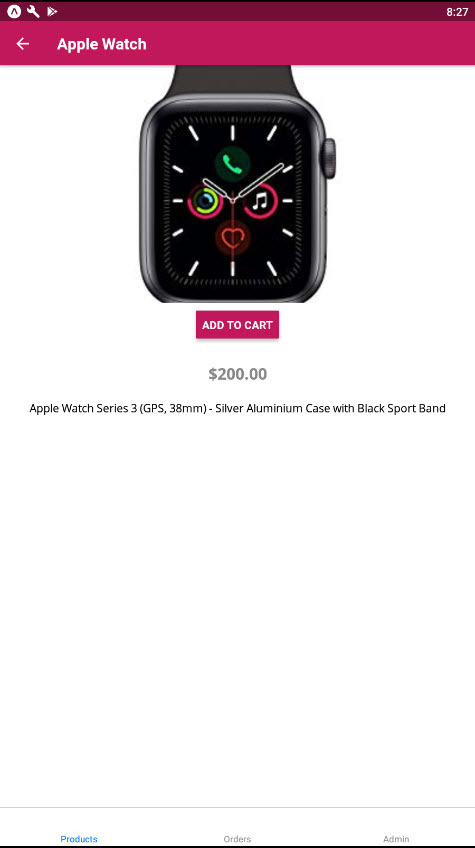 8:27
Apple Watch
ADD TO CART
$200.00
Apple Watch Series 3 (GPS, 38mm) - Silver Aluminium Case with Black Sport Band
Products Orders Admin